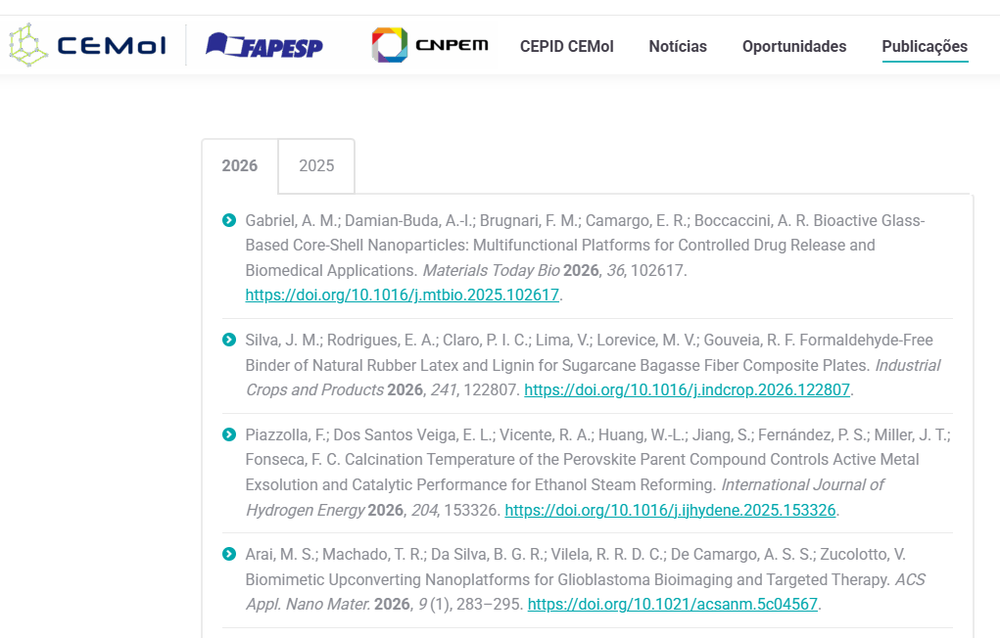 CEMol
FAPESP
CNPEM
CEPID CEMol
Notícias
Oportunidades
Publicações
2026
2025
Gabriel, A. M.; Damian-Buda, A.-I.; Brugnari, F. M.; Camargo, E. R.; Boccaccini, A. R. Bioactive Glass-
Based Core-Shell Nanoparticles: Multifunctional Platforms for Controlled Drug Release and
Biomedical Applications. Materials Today Bio 2026, 36, 102617.
https://doi.org/10.1016/j.mtbio.2025.102617.
Silva, J. M.; Rodrigues, E. A.; Claro, P. I. C.; Lima, V.; Lorevice, M. V.; Gouveia, R. F. Formaldehyde-Free
Binder of Natural Rubber Latex and Lignin for Sugarcane Bagasse Fiber Composite Plates. Industrial
Crops and Products 2026, 241, 122807. https://doi.org/10.1016/j.indcrop.2026.122807.
Piazzolla, F.; Dos Santos Veiga, E. L.; Vicente, R. A.; Huang, W.-L.; Jiang, S.; Fernández, P. S.; Miller, J. T.;
Fonseca, F. C. Calcination Temperature of the Perovskite Parent Compound Controls Active Metal
Exsolution and Catalytic Performance for Ethanol Steam Reforming. International Journal of
Hydrogen Energy 2026, 204, 153326. https://doi.org/10.1016/j.ijhydene.2025.153326.
Arai, M. S.; Machado, T. R.; Da Silva, B. G. R.; Vilela, R. R. D. C.; De Camargo, A. S. S.; Zucolotto, V.
Biomimetic Upconverting Nanoplatforms for Glioblastoma Bioimaging and Targeted Therapy. ACS
Appl. Nano Mater. 2026, 9 (1), 283–295. https://doi.org/10.1021/acsanm.5c04567.